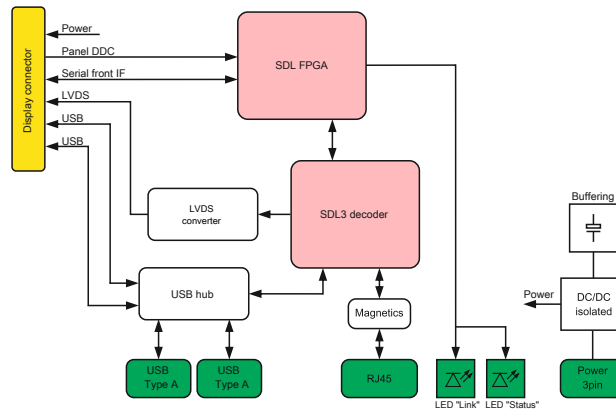 Display connector
Power
Panel DDC
Serial front IF
LVDS
USB
USB
SDL FPGA
SDL3 decoder
LVDS
converter
USB hub
Magnetics
USB
Type A
USB
Type A
RJ45
LED "Link"
LED "Status"
Buffering
Power
DC/DC
isolated
Power
3pin